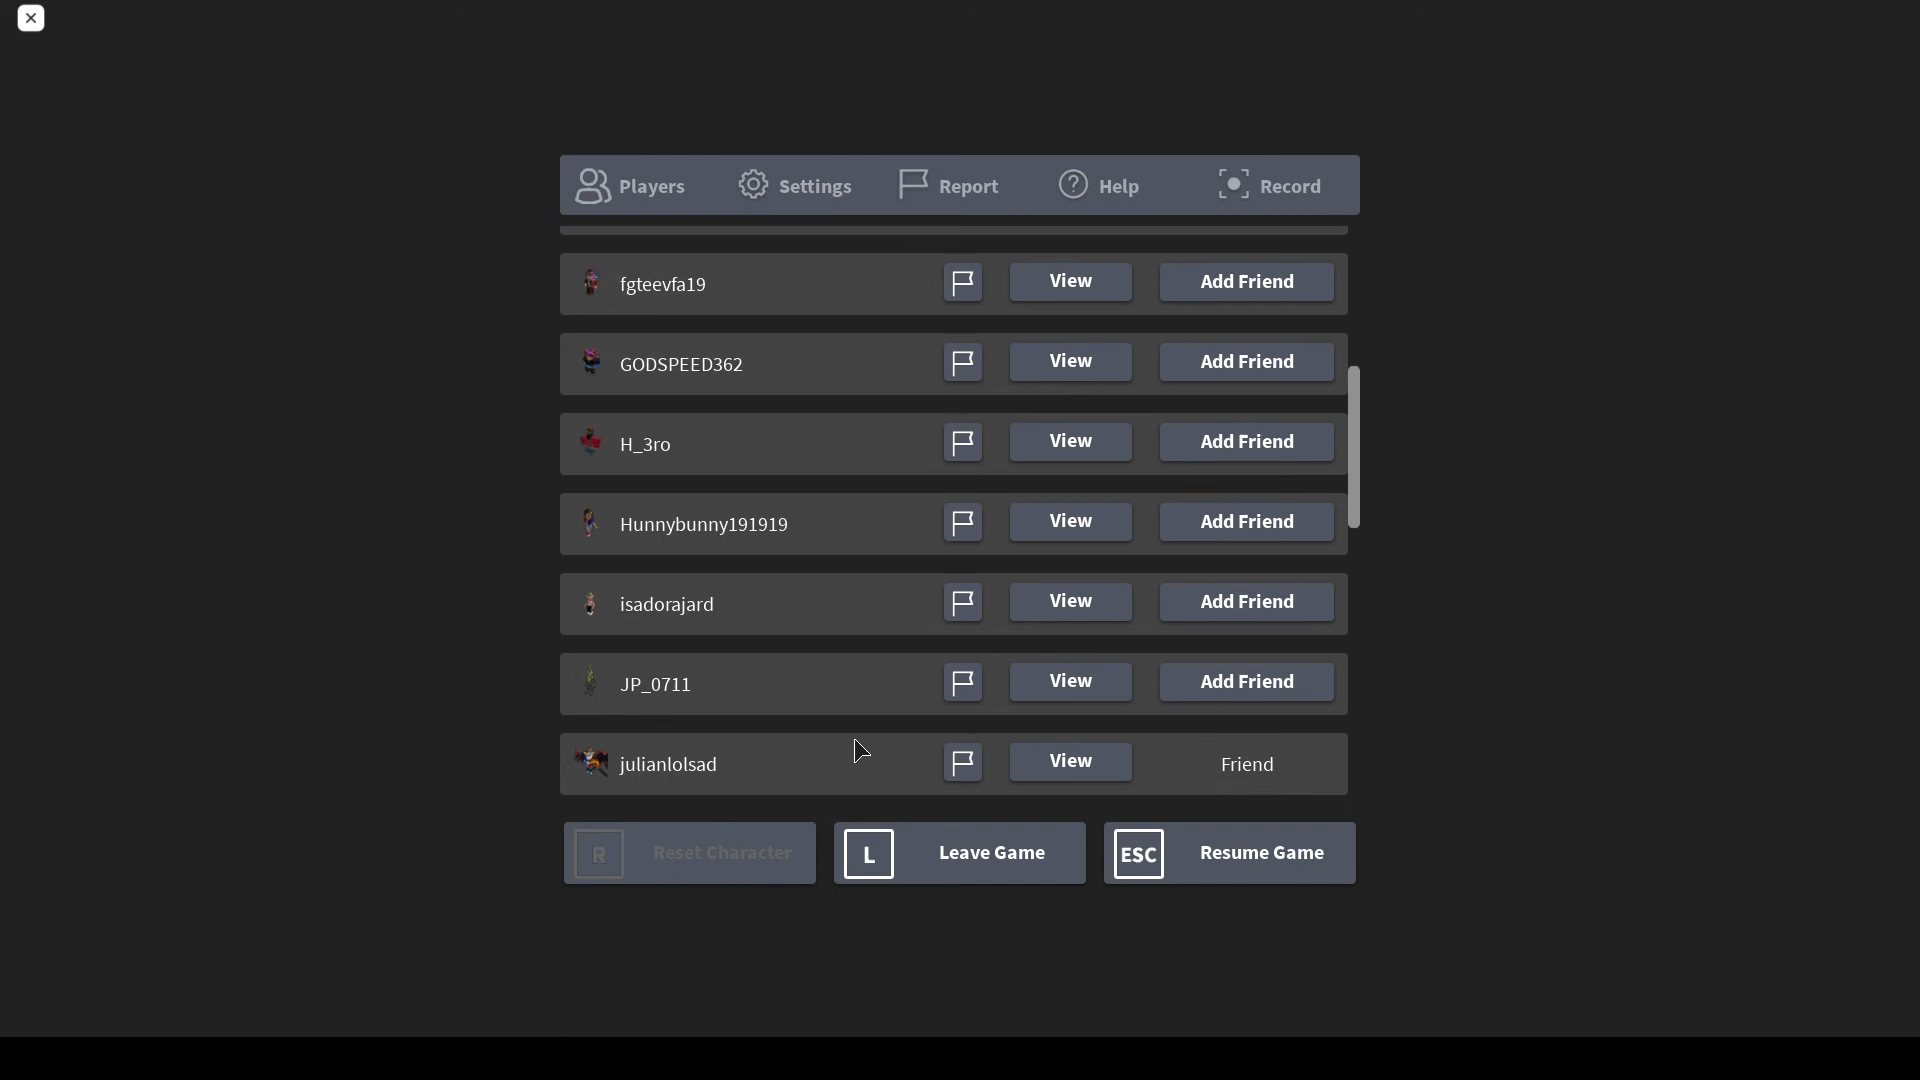 Players Settings Report Help Record
fgteevfa19 View Add Friend
GODSPEED362 View Add Friend
H_3ro View Add Friend
Hunnybunny191919 View Add Friend
isadorajard View Add Friend
JP_0711 View Add Friend
julianlolsad View Friend
R Reset Character L Leave Game ESC Resume Game